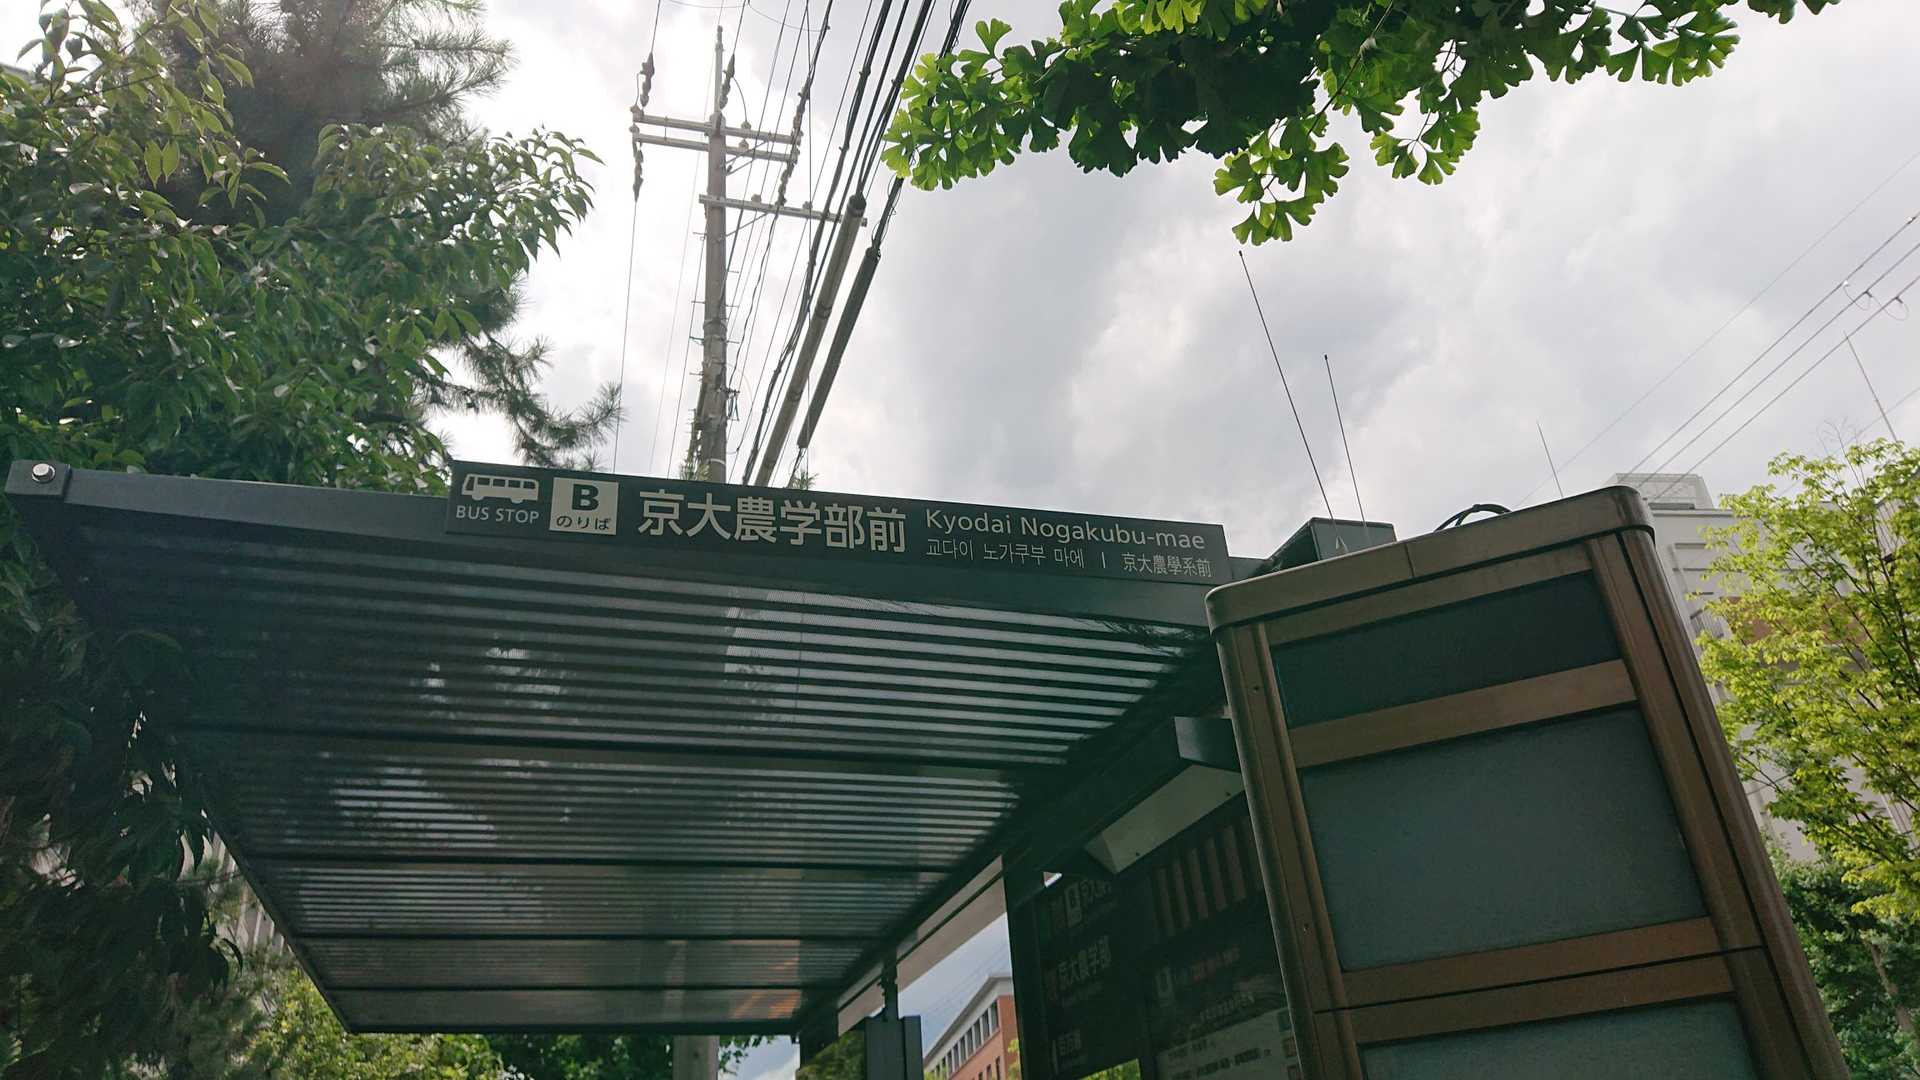 BUS STOP
B
のりば
京大農学部前
Kyodai Nogakubu-mae
교다이 노가쿠부 마에 | 京大農學系前
京大農学部